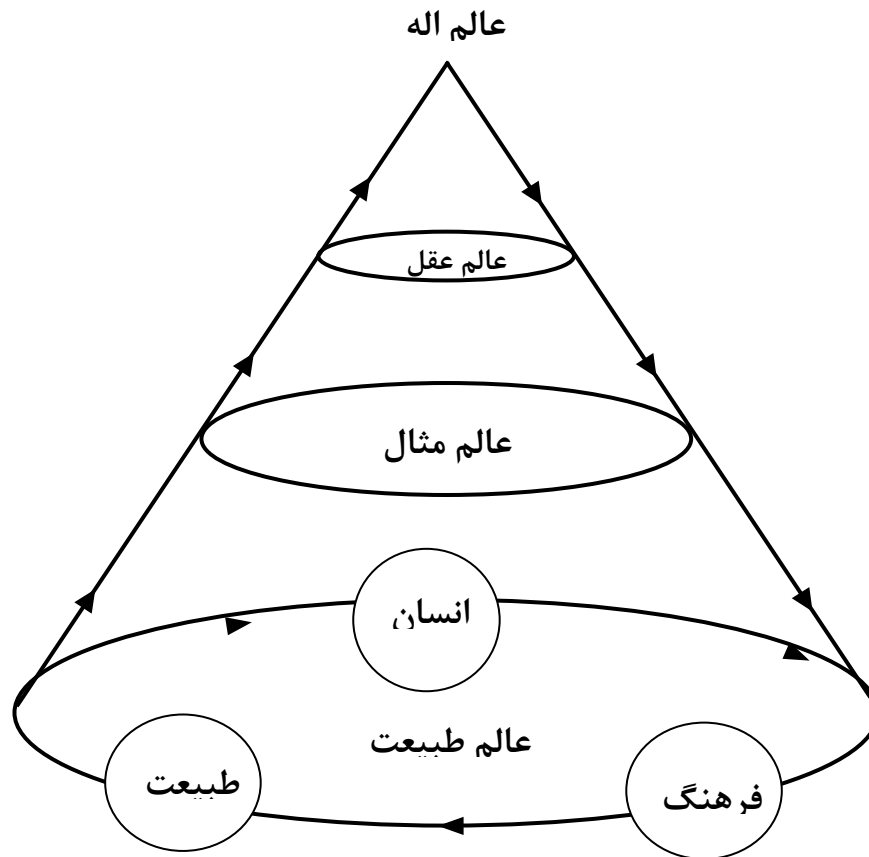 عالم اله
عالم عقل
عالم مثال
انسان
عالم طبیعت
طبیعت
فرهنگ